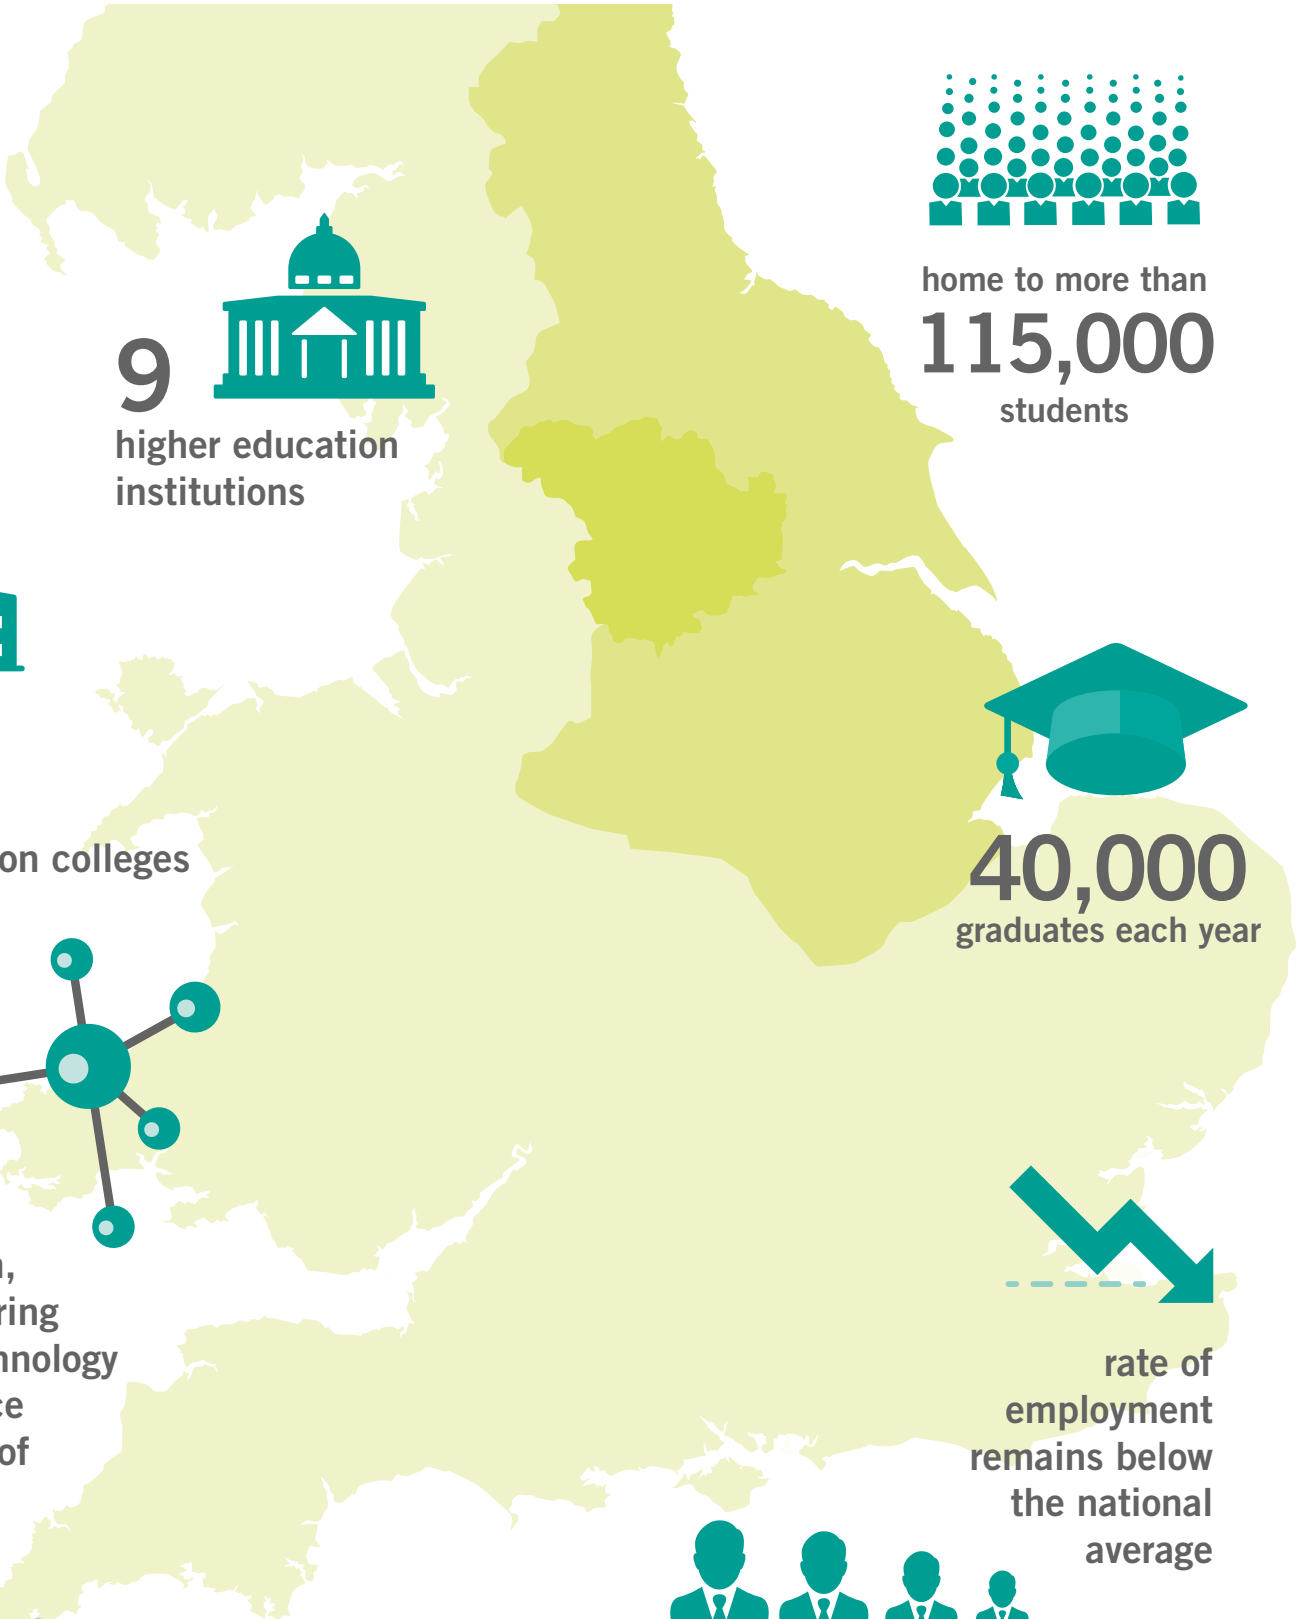 home to more than
115,000
students
9
higher education
institutions
on colleges
40,000
graduates each year
ring
hnology
ce
of
rate of
employment
remains below
the national
average